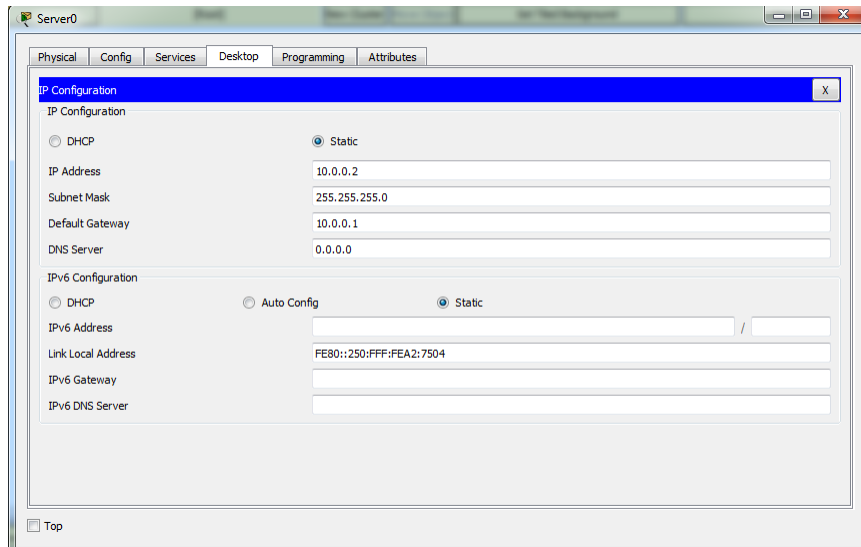 Server0
Physical Config Services Desktop Programming Attributes
IP Configuration X
IP Configuration
DHCP Static
IP Address 10.0.0.2
Subnet Mask 255.255.255.0
Default Gateway 10.0.0.1
DNS Server 0.0.0.0
IPv6 Configuration
DHCP Auto Config Static
IPv6 Address /
Link Local Address FE80::250:FFF:FEA2:7504
IPv6 Gateway
IPv6 DNS Server
Top